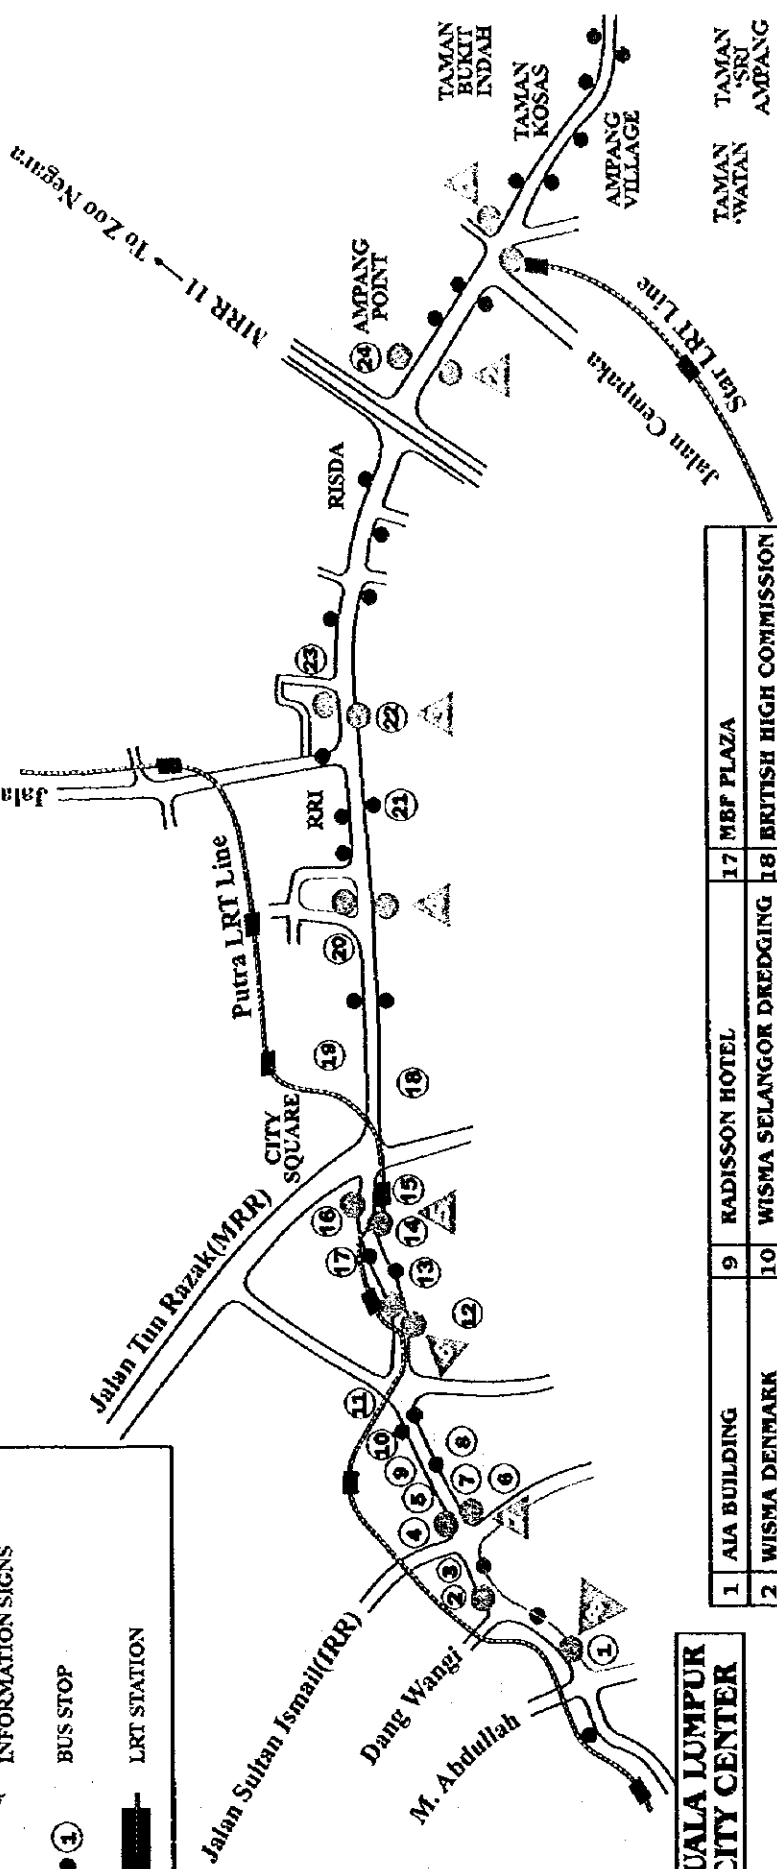 INFORMATION SIGNS
BUS STOP
1
LRT STATION
TAMAN
BUKIT
INDAH
TAMAN
KOSAS
AMPANG
VILLAGE
TAMAN
'WATAN
TAMAN
'SRI
AMPANG
To Zoo Negara
MRR 11
24
AMPANG
POINT
Jalan Cempaka
Star LRT Line
RISDA
23
22
21
RRI
20
Putra LRT Line
19
18
CITY
SQUARE
Jalan Tun Razak(MRR)
16
15
14
17
13
12
11
10
9
8
7
6
5
4
3
2
1
Jalan Sultan Ismail(IRR)
Dang Wangi
M. Abdullah
UALA LUMPUR
CITY CENTER
1 AIA BUILDING 9 RADISSON HOTEL 17 MBF PLAZA
2 WISMA DENMARK 10 WISMA SELANGOR DREDGING 18 BRITISH HIGH COMMISSION